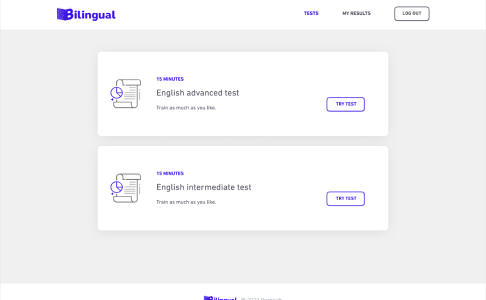 Bilingual
TESTS
MY RESULTS
LOG OUT
15 MINUTES
English advanced test
Train as much as you like.
TRY TEST
15 MINUTES
English intermediate test
Train as much as you like.
TRY TEST
Bilingual